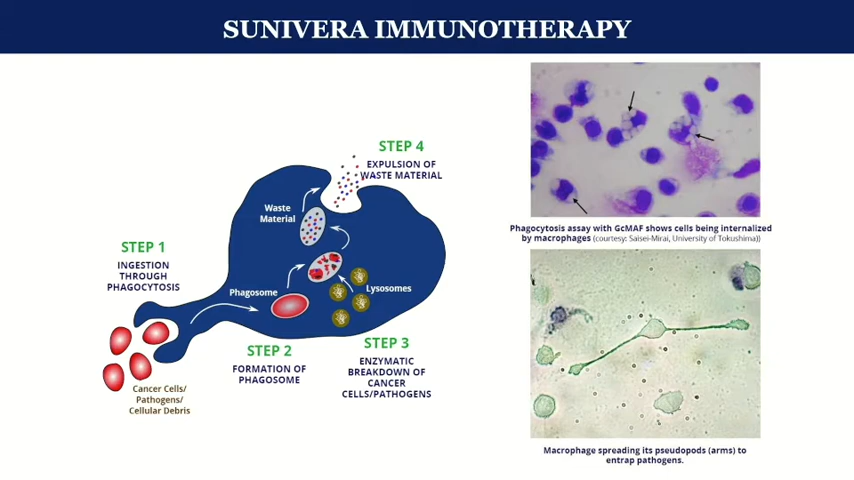 SUNIVERA IMMUNOTHERAPY
STEP 1
INGESTION
THROUGH
PHAGOCYTOSIS
Cancer Cells/
Pathogens/
Cellular Debris
Phagosome
STEP 2
FORMATION OF
PHAGOSOME
Lysosomes
STEP 3
ENZYMATIC
BREAKDOWN OF
CANCER
CELLS/PATHOGENS
Waste
Material
STEP 4
EXPULSION OF
WASTE MATERIAL
Phagocytosis assay with GcMAF shows cells being internalized
by macrophages (courtesy: Saisei-Mirai, University of Tokushima))
Macrophage spreading its pseudopods (arms) to
entrap pathogens.